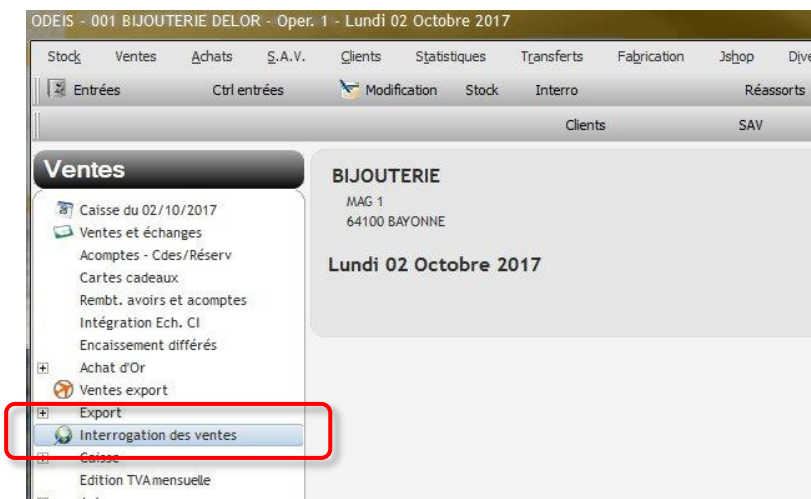 ODEIS - 001 BIJOUTERIE DELOR - Oper. 1 - Lundi 02 Octobre 2017
Stock Ventes Achats S.A.V. Clients Statistiques Transferts Fabrication Jshop
Entrées Ctrl entrées Modification Stock Interro Réassorts
Clients SAV
Ventes
Caisse du 02/10/2017
Ventes et échanges
Acomptes - Cdes/Réserv
Cartes cadeaux
Rembt. avoirs et acomptes
Intégration Ech. CI
Encaissement différés
Achat d'Or
Ventes export
Export
Interrogation des ventes
Caisse
Edition TVA mensuelle
BIJOUTERIE
MAG 1
64100 BAYONNE
Lundi 02 Octobre 2017